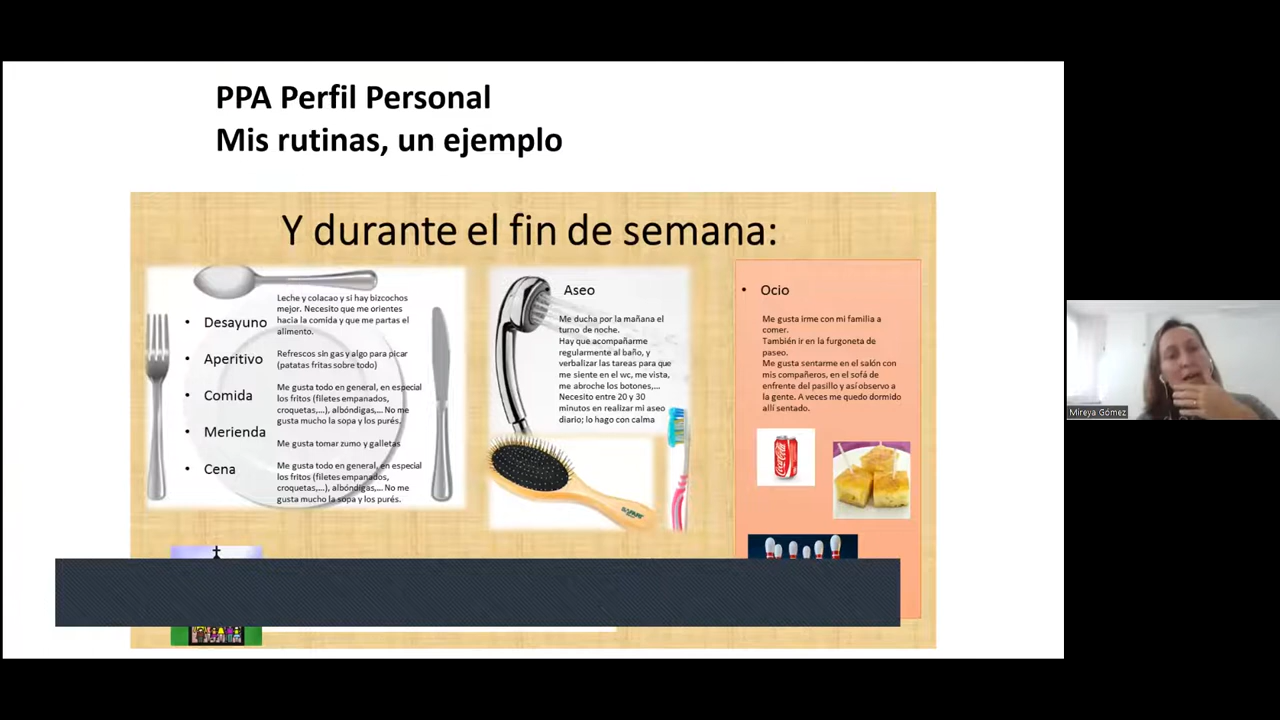 PPA Perfil Personal
Mis rutinas, un ejemplo
Y durante el fin de semana:
• Desayuno
Leche y colacao y si hay bizcochos
mejor. Necesito que me orientes
hacia la comida y que me partas el
alimento.
• Aperitivo
Refrescos sin gas y algo para picar
(patatas fritas sobre todo)
• Comida
Me gusta todo en general, en especial
los fritos (filetes empanados,
croquetas,...), albóndigas,... No me
gusta mucho la sopa y los purés.
• Merienda
Me gusta tomar zumo y galletas
• Cena
Me gusta todo en general, en especial
los fritos (filetes empanados,
croquetas,...), albóndigas,... No me
gusta mucho la sopa y los purés.
Aseo
Me ducha por la mañana el
turno de noche.
Hay que acompañarme
regularmente al baño, y
verbalizar las tareas para que
me siente en el wc, me vista,
me abroche los botones,...
Necesito entre 20 y 30
minutos en realizar mi aseo
diario; lo hago con calma
• Ocio
Me gusta irme con mi familia a
comer.
También ir en la furgoneta de
paseo.
Me gusta sentarme en el salón con
mis compañeros, en el sofá de
enfrente del pasillo y así observo a
la gente. A veces me quedo dormido
allí sentado.
Coca-Cola
Mireya Gómez